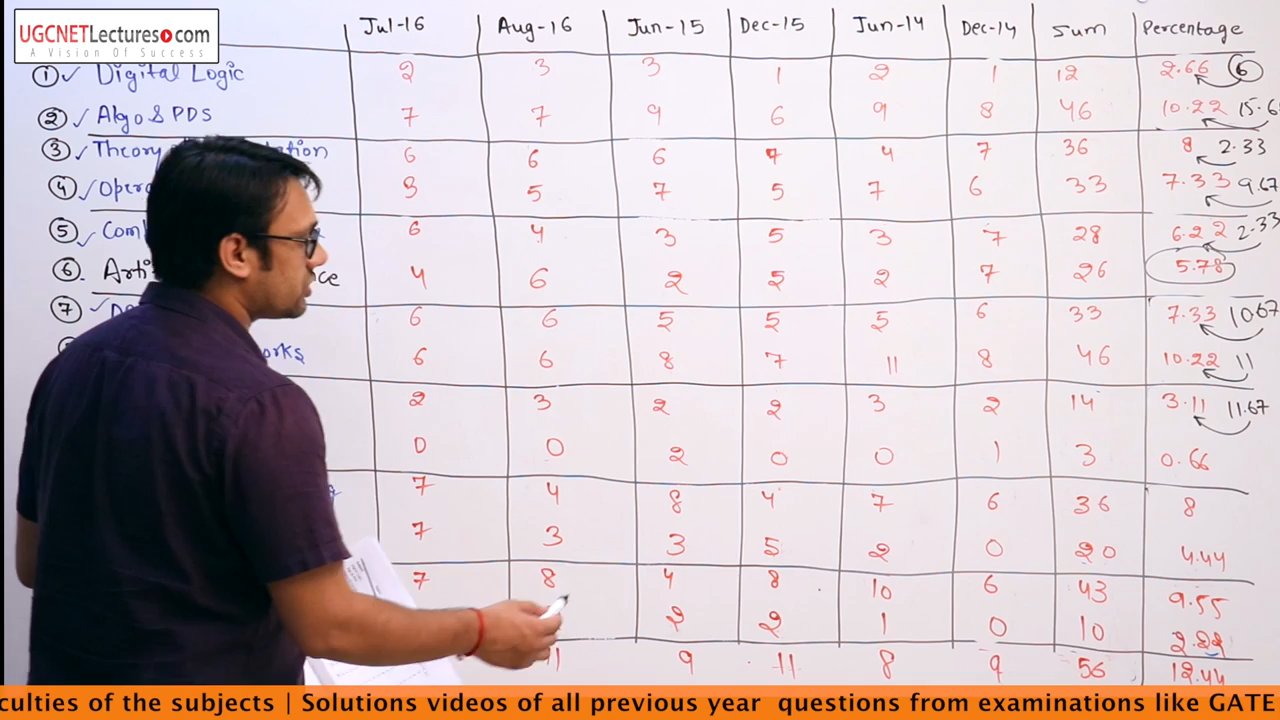 UGCNETLectures.com
A Vision Of Success
Jul-16 Aug-16 Jun-15 Dec-15 Jun-14 Dec-14 Sum Percentage
① ✓ Digital Logic 2 3 3 1 2 1 12 2.66 6
② ✓ Algo & PDS 7 7 9 6 9 8 46 10.22 15.6
③ ✓ Theory 6 6 6 7 4 7 36 8 2.33
④ ✓ 3 5 7 5 7 6 33 7.33 9.67
⑤ ✓ 6 4 3 5 3 7 28 6.22 2.33
⑥. 4 6 2 5 2 7 26 5.78
⑦ ✓ 6 6 5 5 5 6 33 7.33 10.67
6 6 8 7 11 8 46 10.22 11
2 3 2 2 3 2 14 3.11 11.67
0 0 2 0 0 1 3 0.66
7 4 8 4 7 6 36 8
7 3 3 5 2 0 20 4.44
7 8 4 8 10 6 43 9.55
2 2 1 0 10 2.22
11 9 11 8 9 56 12.44
culties of the subjects | Solutions videos of all previous year questions from examinations like GATE